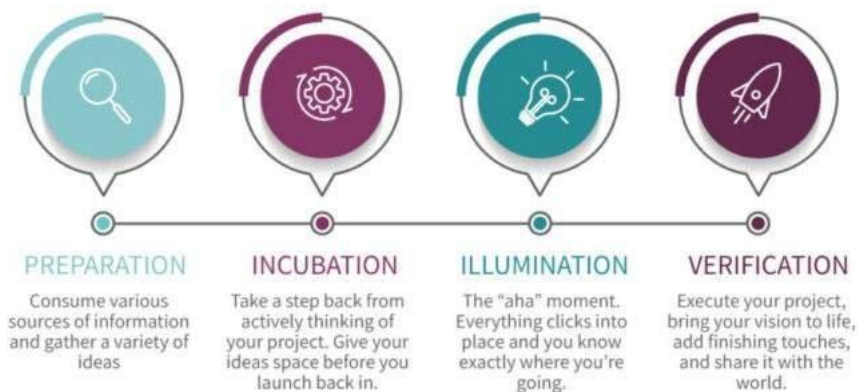 PREPARATION
Consume various
sources of information
and gather a variety of
ideas
INCUBATION
Take a step back from
actively thinking of
your project. Give your
ideas space before you
launch back in.
ILLUMINATION
The “aha” moment.
Everything clicks into
place and you know
exactly where you’re
going.
VERIFICATION
Execute your project,
bring your vision to life,
add finishing touches,
and share it with the
world.